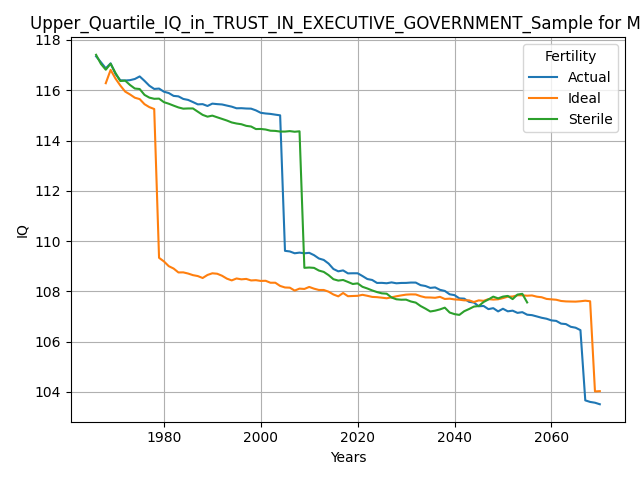 Upper_Quartile_IQ_in_TRUST_IN_EXECUTIVE_GOVERNMENT_Sample for M
118
116
114
112
110
108
106
104
IQ
Fertility
Actual
Ideal
Sterile
1980
2000
2020
2040
2060
Years